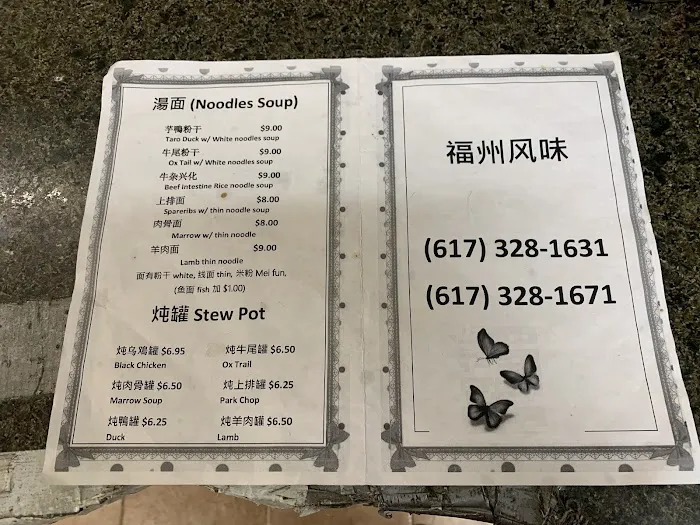 湯面 (Noodles Soup)
芋鴨粉干 $9.00
Taro Duck w/ White noodles soup
牛尾粉干 $9.00
Ox Tail w/ White noodles soup
牛杂兴化 $9.00
Beef Intestine Rice noodle soup
上排面 $8.00
Spareribs w/ thin noodle soup
肉骨面 $8.00
Marrow w/ thin noodle
羊肉面 $9.00
Lamb thin noodle
面有粉干 white, 线面 thin, 米粉 Mei fun,
(鱼面 fish 加 $1.00)
炖罐 Stew Pot
炖乌鸡罐 $6.95 炖牛尾罐 $6.50
Black Chicken Ox Trail
炖肉骨罐 $6.50 炖上排罐 $6.25
Marrow Soup Park Chop
炖鴨罐 $6.25 炖羊肉罐 $6.50
Duck Lamb
福州风味
(617) 328-1631
(617) 328-1671